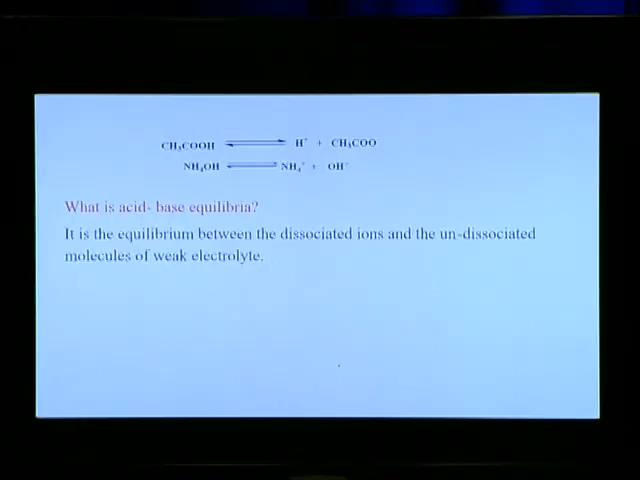 CH₃COOH ⇌ H⁺ + CH₃COO
NH₄OH ⇌ NH₄⁺ + OH⁻
What is acid- base equilibria?
It is the equilibrium between the dissociated ions and the un-dissociated
molecules of weak electrolyte.